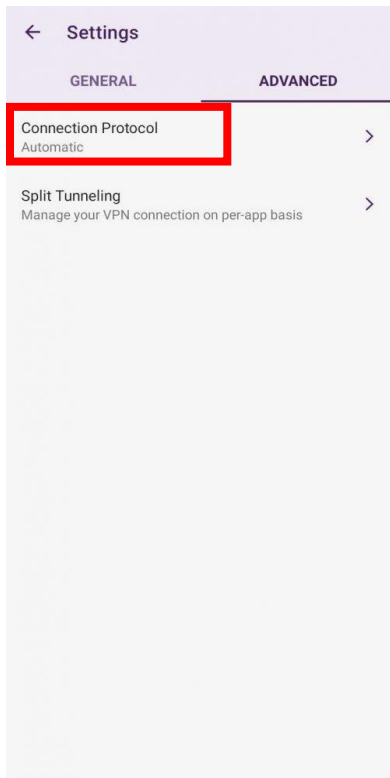 Settings
GENERAL ADVANCED
Connection Protocol
Automatic
Split Tunneling
Manage your VPN connection on per-app basis